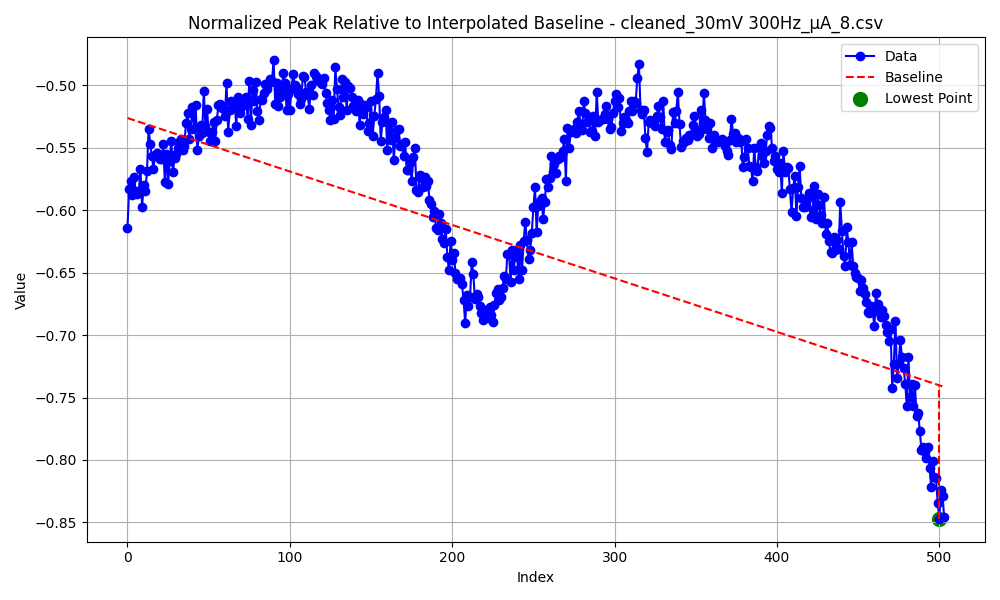 Normalized Peak Relative to Interpolated Baseline - cleaned_30mV 300Hz_µA_8.csv
Data
Baseline
Lowest Point
−0.50
−0.55
−0.60
−0.65
−0.70
−0.75
−0.80
−0.85
Value
0 100 200 300 400 500
Index